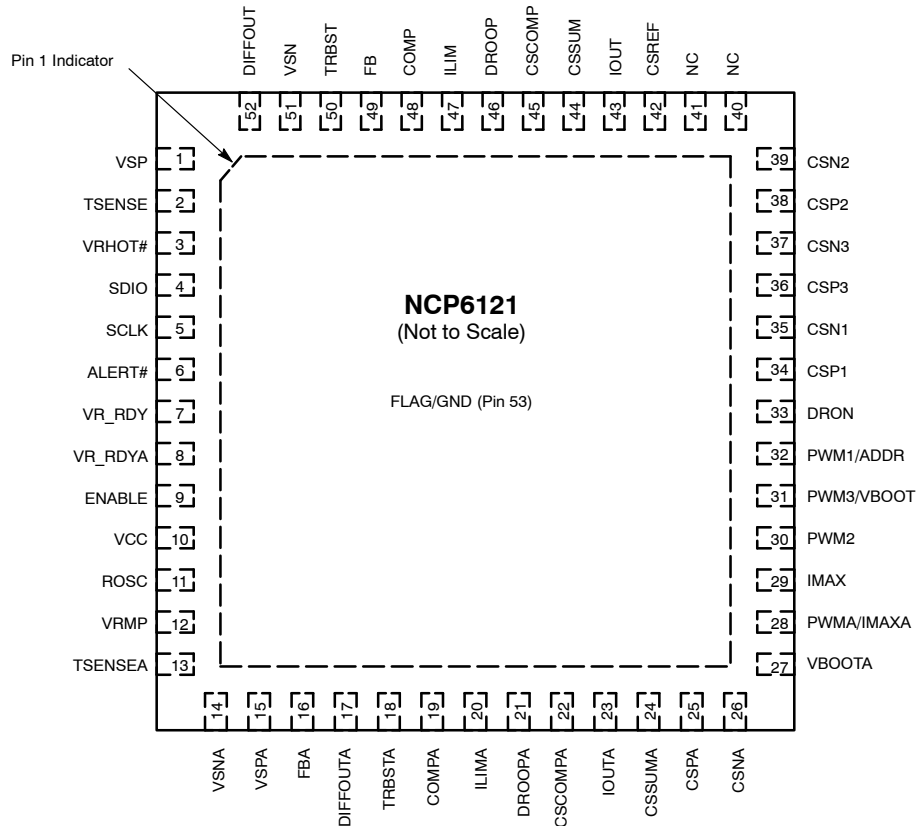 DIFFOUT
VSN
TRBST
FB
COMP
ILIM
DROOP
CSCOMP
CSSUM
IOUT
CSREF
NC
NC
Pin 1 Indicator
52
51
50
49
48
47
46
45
44
43
42
41
40
VSP 1
TSENSE 2
VRHOT# 3
SDIO 4
SCLK 5
ALERT# 6
VR_RDY 7
VR_RDYA 8
ENABLE 9
VCC 10
ROSC 11
VRMP 12
TSENSEA 13
NCP6121
(Not to Scale)
FLAG/GND (Pin 53)
39 CSN2
38 CSP2
37 CSN3
36 CSP3
35 CSN1
34 CSP1
33 DRON
32 PWM1/ADDR
31 PWM3/VBOOT
30 PWM2
29 IMAX
28 PWMA/IMAXA
27 VBOOTA
14
15
16
17
18
19
20
21
22
23
24
25
26
VSNA
VSPA
FBA
DIFFOUTA
TRBSTA
COMPA
ILIMA
DROOPA
CSCOMPA
IOUTA
CSSUMA
CSPA
CSNA